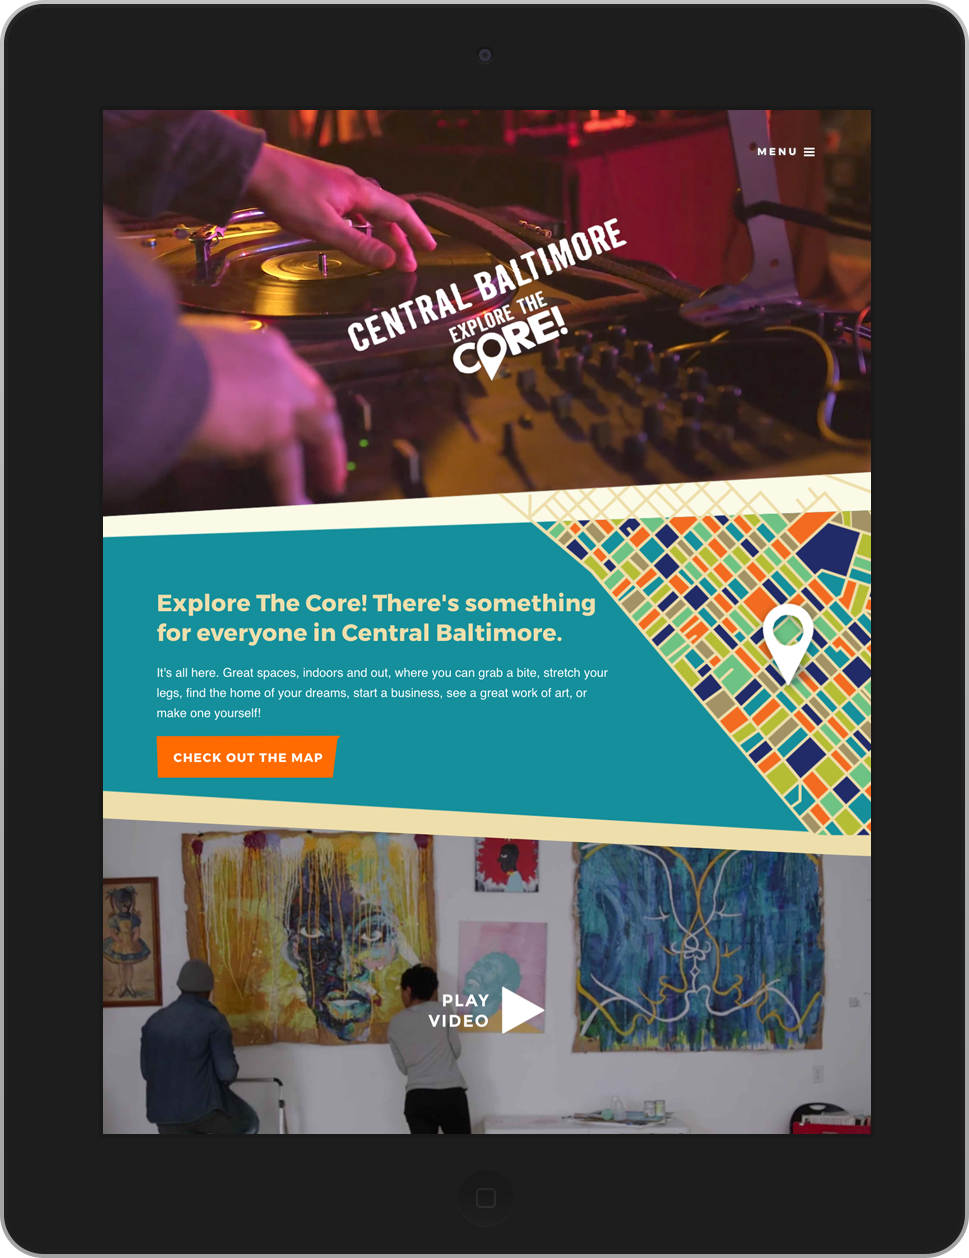 MENU
CENTRAL BALTIMORE
EXPLORE THE
CORE!
Explore The Core! There's something
for everyone in Central Baltimore.
It's all here. Great spaces, indoors and out, where you can grab a bite, stretch your
legs, find the home of your dreams, start a business, see a great work of art, or
make one yourself!
CHECK OUT THE MAP
PLAY
VIDEO